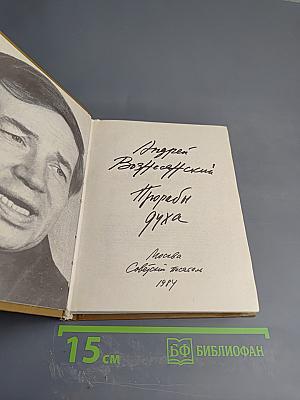 Андрей
Вознесенский
Прорабы
духа
Москва
Советский писатель
1984
15 см
БФ БИБЛИОФАН